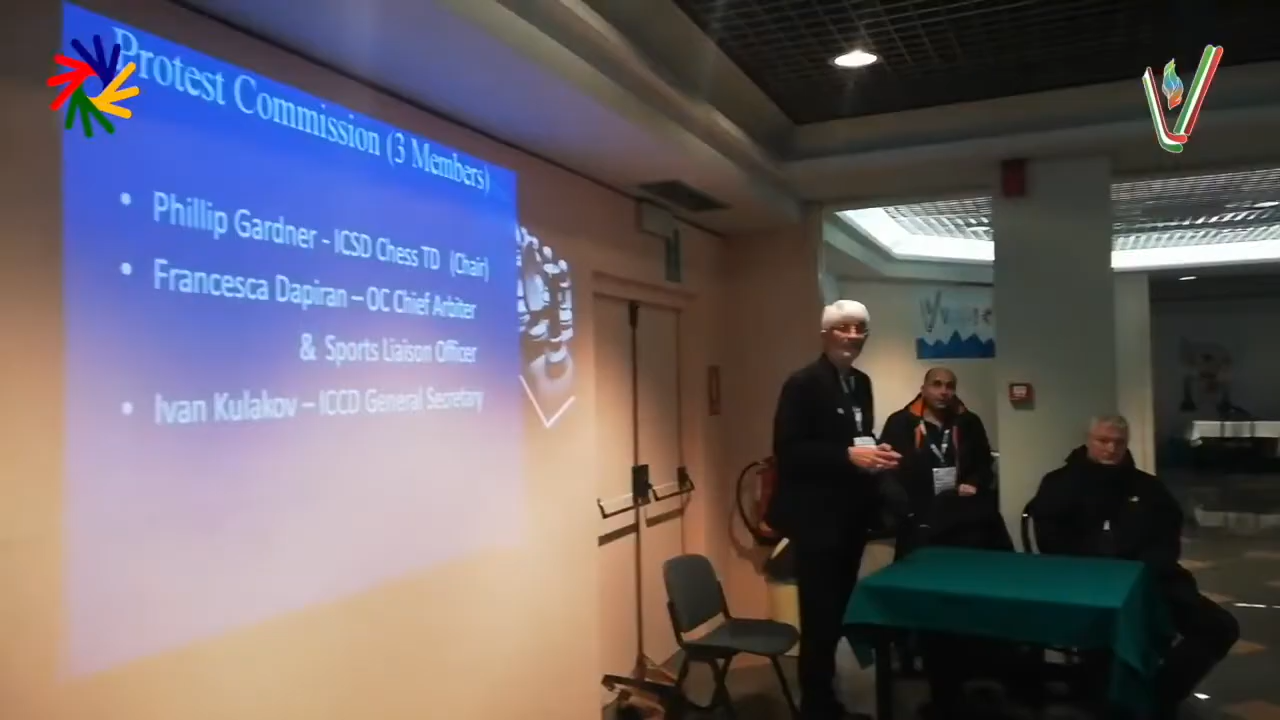 Protest Commission (3 Members)
• Phillip Gardner - ICSD Chess TD (Chair)
• Francesca Dapiran – OC Chief Arbiter
& Sports Liaison Officer
• Ivan Kulakov – ICCD General Secretary